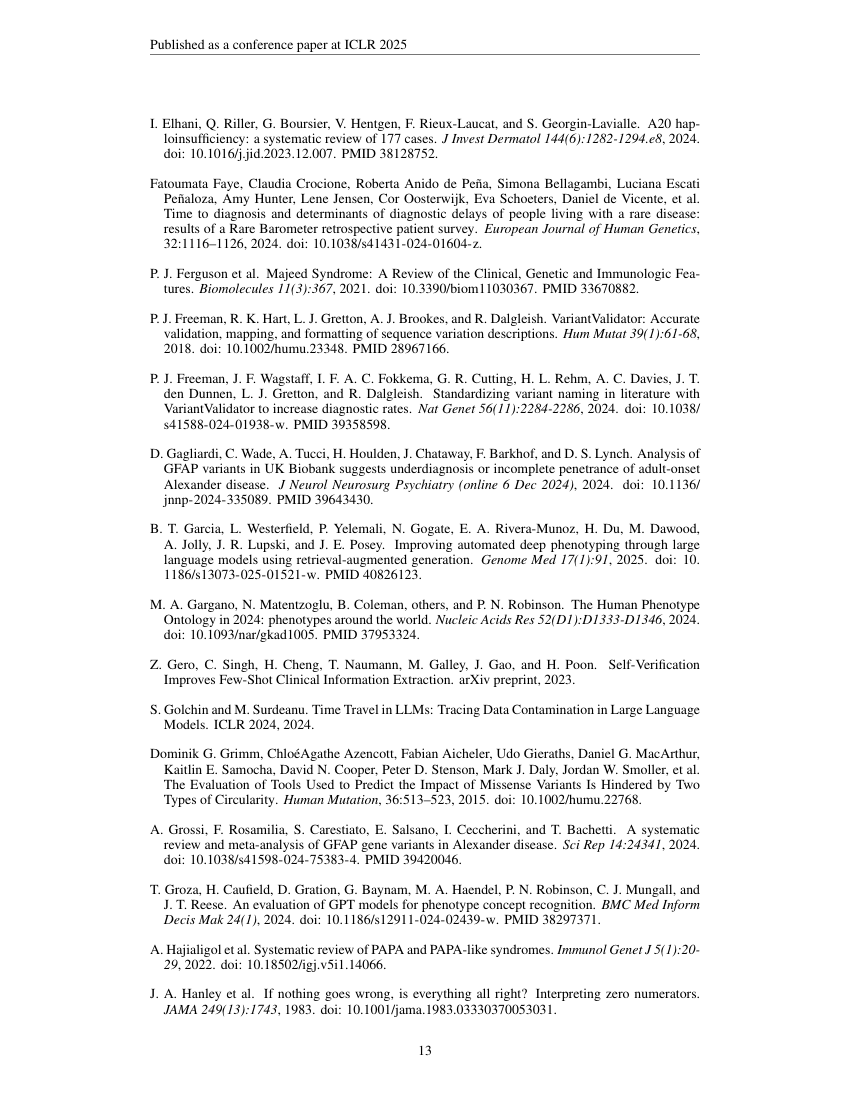 Published as a conference paper at ICLR 2025
I. Elhani, Q. Riller, G. Boursier, V. Hentgen, F. Rieux-Laucat, and S. Georgin-Lavialle. A20 hap-
loinsufficiency: a systematic review of 177 cases. J Invest Dermatol 144(6):1282-1294.e8, 2024.
doi: 10.1016/j.jid.2023.12.007. PMID 38128752.
Fatoumata Faye, Claudia Crocione, Roberta Anido de Peña, Simona Bellagambi, Luciana Escati
Peñaloza, Amy Hunter, Lene Jensen, Cor Oosterwijk, Eva Schoeters, Daniel de Vicente, et al.
Time to diagnosis and determinants of diagnostic delays of people living with a rare disease:
results of a Rare Barometer retrospective patient survey. European Journal of Human Genetics,
32:1116–1126, 2024. doi: 10.1038/s41431-024-01604-z.
P. J. Ferguson et al. Majeed Syndrome: A Review of the Clinical, Genetic and Immunologic Fea-
tures. Biomolecules 11(3):367, 2021. doi: 10.3390/biom11030367. PMID 33670882.
P. J. Freeman, R. K. Hart, L. J. Gretton, A. J. Brookes, and R. Dalgleish. VariantValidator: Accurate
validation, mapping, and formatting of sequence variation descriptions. Hum Mutat 39(1):61-68,
2018. doi: 10.1002/humu.23348. PMID 28967166.
P. J. Freeman, J. F. Wagstaff, I. F. A. C. Fokkema, G. R. Cutting, H. L. Rehm, A. C. Davies, J. T.
den Dunnen, L. J. Gretton, and R. Dalgleish. Standardizing variant naming in literature with
VariantValidator to increase diagnostic rates. Nat Genet 56(11):2284-2286, 2024. doi: 10.1038/
s41588-024-01938-w. PMID 39358598.
D. Gagliardi, C. Wade, A. Tucci, H. Houlden, J. Chataway, F. Barkhof, and D. S. Lynch. Analysis of
GFAP variants in UK Biobank suggests underdiagnosis or incomplete penetrance of adult-onset
Alexander disease. J Neurol Neurosurg Psychiatry (online 6 Dec 2024), 2024. doi: 10.1136/
jnnp-2024-335089. PMID 39643430.
B. T. Garcia, L. Westerfield, P. Yelemali, N. Gogate, E. A. Rivera-Munoz, H. Du, M. Dawood,
A. Jolly, J. R. Lupski, and J. E. Posey. Improving automated deep phenotyping through large
language models using retrieval-augmented generation. Genome Med 17(1):91, 2025. doi: 10.
1186/s13073-025-01521-w. PMID 40826123.
M. A. Gargano, N. Matentzoglu, B. Coleman, others, and P. N. Robinson. The Human Phenotype
Ontology in 2024: phenotypes around the world. Nucleic Acids Res 52(D1):D1333-D1346, 2024.
doi: 10.1093/nar/gkad1005. PMID 37953324.
Z. Gero, C. Singh, H. Cheng, T. Naumann, M. Galley, J. Gao, and H. Poon. Self-Verification
Improves Few-Shot Clinical Information Extraction. arXiv preprint, 2023.
S. Golchin and M. Surdeanu. Time Travel in LLMs: Tracing Data Contamination in Large Language
Models. ICLR 2024, 2024.
Dominik G. Grimm, ChloéAgathe Azencott, Fabian Aicheler, Udo Gieraths, Daniel G. MacArthur,
Kaitlin E. Samocha, David N. Cooper, Peter D. Stenson, Mark J. Daly, Jordan W. Smoller, et al.
The Evaluation of Tools Used to Predict the Impact of Missense Variants Is Hindered by Two
Types of Circularity. Human Mutation, 36:513–523, 2015. doi: 10.1002/humu.22768.
A. Grossi, F. Rosamilia, S. Carestiato, E. Salsano, I. Ceccherini, and T. Bachetti. A systematic
review and meta-analysis of GFAP gene variants in Alexander disease. Sci Rep 14:24341, 2024.
doi: 10.1038/s41598-024-75383-4. PMID 39420046.
T. Groza, H. Caufield, D. Gration, G. Baynam, M. A. Haendel, P. N. Robinson, C. J. Mungall, and
J. T. Reese. An evaluation of GPT models for phenotype concept recognition. BMC Med Inform
Decis Mak 24(1), 2024. doi: 10.1186/s12911-024-02439-w. PMID 38297371.
A. Hajialigol et al. Systematic review of PAPA and PAPA-like syndromes. Immunol Genet J 5(1):20-
29, 2022. doi: 10.18502/igj.v5i1.14066.
J. A. Hanley et al. If nothing goes wrong, is everything all right? Interpreting zero numerators.
JAMA 249(13):1743, 1983. doi: 10.1001/jama.1983.03330370053031.
13